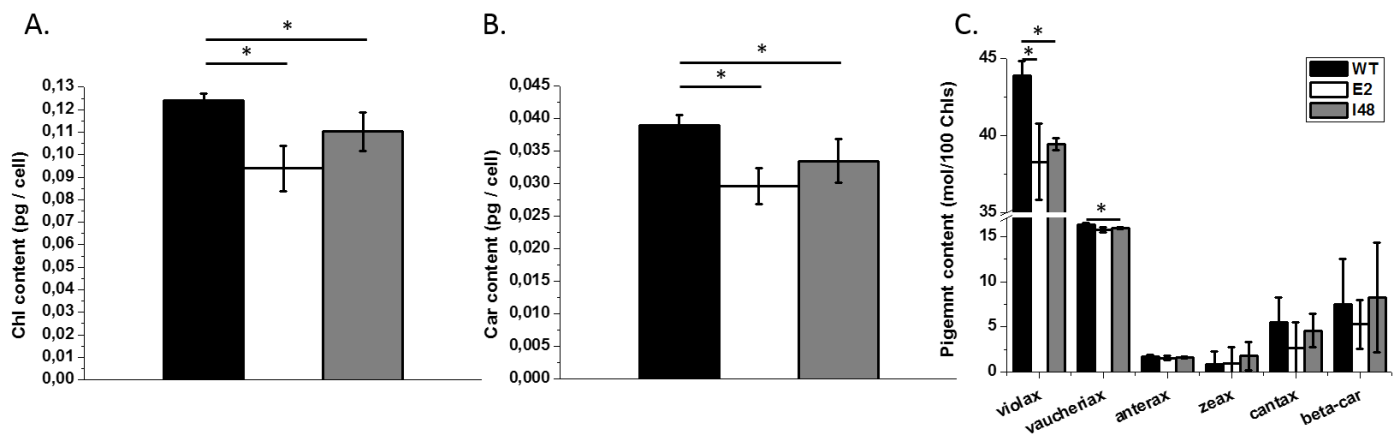 A.
*
*
Chl content (pg / cell)
0,13
0,12
0,11
0,10
0,09
0,08
0,07
0,06
0,05
0,04
0,03
0,02
0,01
0,00
B.
*
*
Car content (pg / cell)
0,045
0,040
0,035
0,030
0,025
0,020
0,015
0,010
0,005
0,000
C.
*
*
*
Pigemnt content (mol/100 Chls)
45
40
35
15
10
5
0
WT
E2
I48
violax
vaucheriax
anterax
zeax
cantax
beta-car